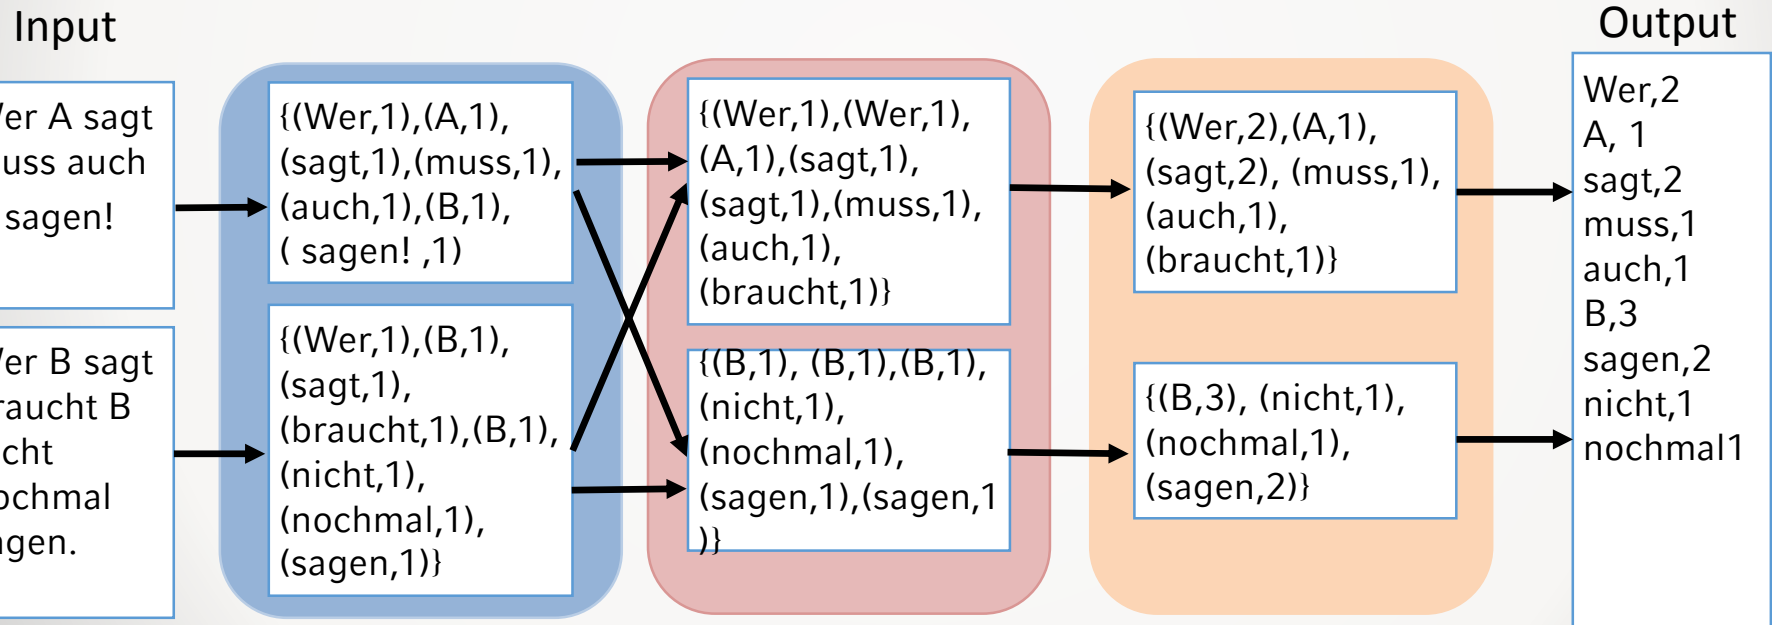 Input
Output
er A sagt
uss auch
sagen!
er B sagt
raucht B
cht
ochmal
gen.
{(Wer,1),(A,1),
(sagt,1),(muss,1),
(auch,1),(B,1),
( sagen! ,1)
{(Wer,1),(B,1),
(sagt,1),
(braucht,1),(B,1),
(nicht,1),
(nochmal,1),
(sagen,1)}
{(Wer,1),(Wer,1),
(A,1),(sagt,1),
(sagt,1),(muss,1),
(auch,1),
(braucht,1)}
{(B,1), (B,1),(B,1),
(nicht,1),
(nochmal,1),
(sagen,1),(sagen,1
)}
{(Wer,2),(A,1),
(sagt,2), (muss,1),
(auch,1),
(braucht,1)}
{(B,3), (nicht,1),
(nochmal,1),
(sagen,2)}
Wer,2
A, 1
sagt,2
muss,1
auch,1
B,3
sagen,2
nicht,1
nochmal1